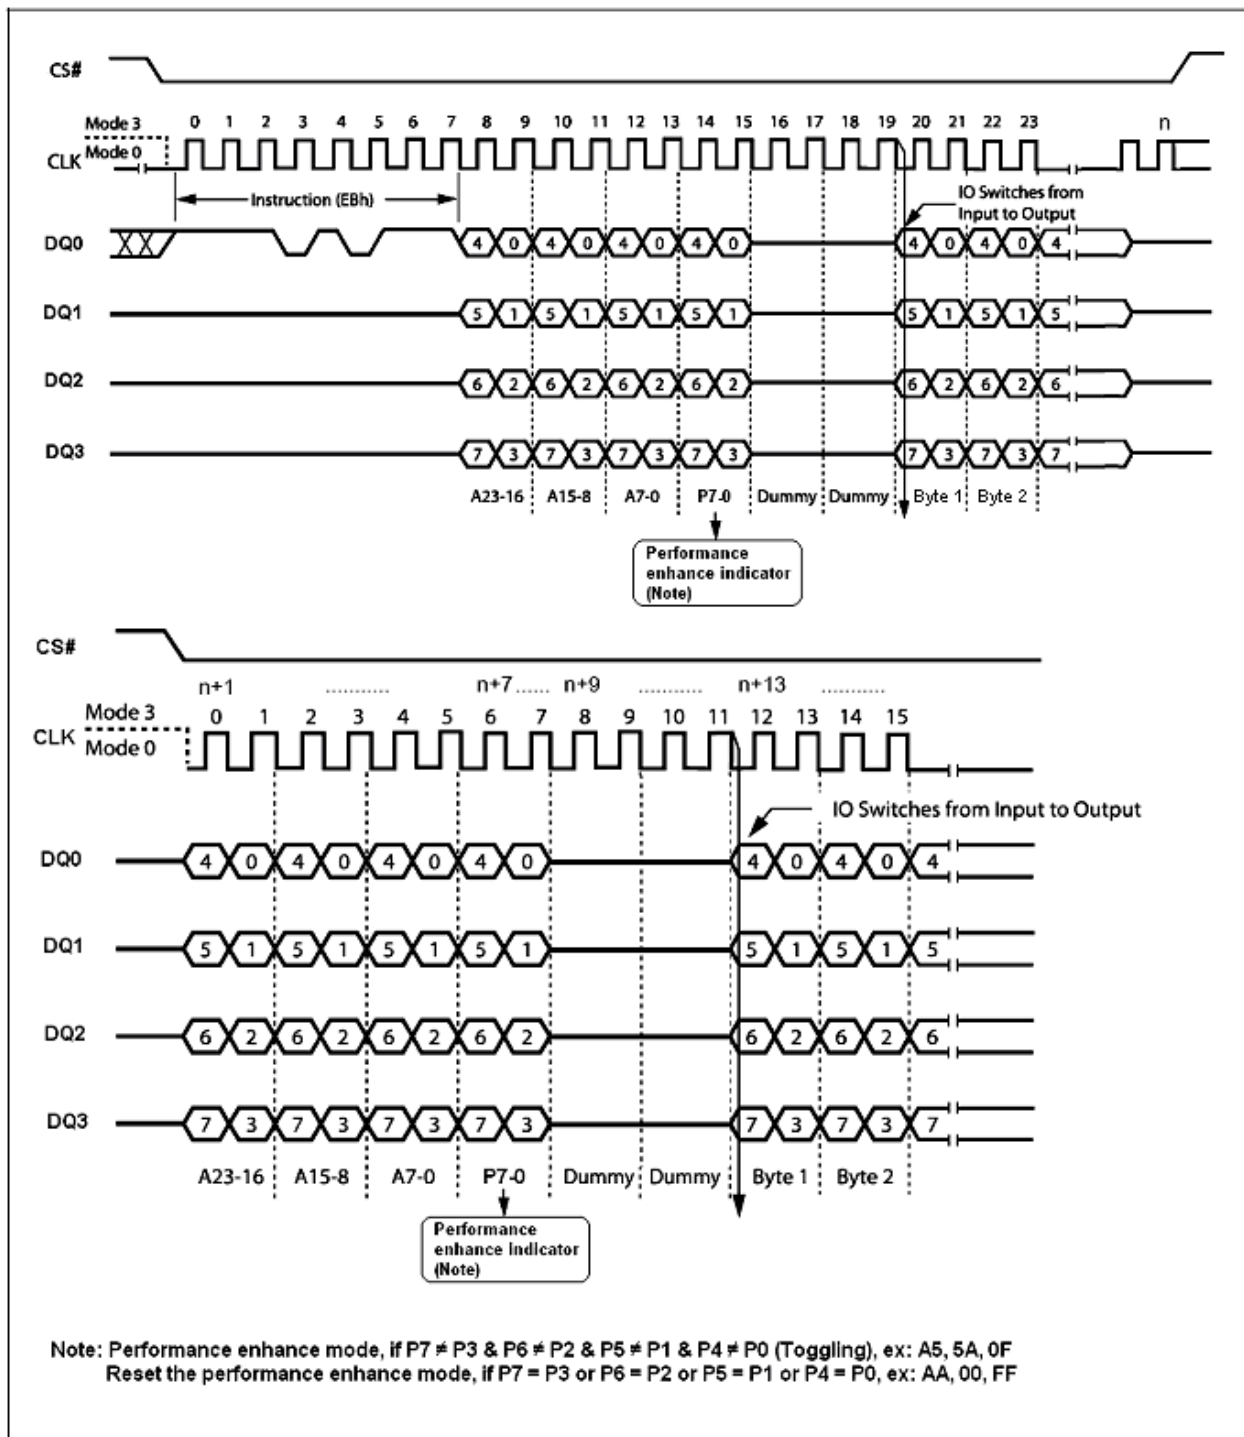 CS#
Mode 3
0 1 2 3 4 5 6 7 8 9 10 11 12 13 14 15 16 17 18 19 20 21 22 23 n
CLK Mode 0
Instruction (EBh)
IO Switches from
Input to Output
DQ0 4 0 4 0 4 0 4 0 4 0 4 0 4
DQ1 5 1 5 1 5 1 5 1 5 1 5 1 5
DQ2 6 2 6 2 6 2 6 2 6 2 6 2 6
DQ3 7 3 7 3 7 3 7 3 7 3 7 3 7
A23-16 A15-8 A7-0 P7-0 Dummy Dummy Byte 1 Byte 2
Performance
enhance indicator
(Note)
CS#
n+1 ........... n+7 ...... n+9 ........... n+13 ...........
Mode 3 0 1 2 3 4 5 6 7 8 9 10 11 12 13 14 15
CLK Mode 0
IO Switches from Input to Output
DQ0 4 0 4 0 4 0 4 0 4 0 4 0 4
DQ1 5 1 5 1 5 1 5 1 5 1 5 1 5
DQ2 6 2 6 2 6 2 6 2 6 2 6 2 6
DQ3 7 3 7 3 7 3 7 3 7 3 7 3 7
A23-16 A15-8 A7-0 P7-0 Dummy Dummy Byte 1 Byte 2
Performance
enhance indicator
(Note)
Note: Performance enhance mode, if P7 ≠ P3 & P6 ≠ P2 & P5 ≠ P1 & P4 ≠ P0 (Toggling), ex: A5, 5A, 0F
Reset the performance enhance mode, if P7 = P3 or P6 = P2 or P5 = P1 or P4 = P0, ex: AA, 00, FF